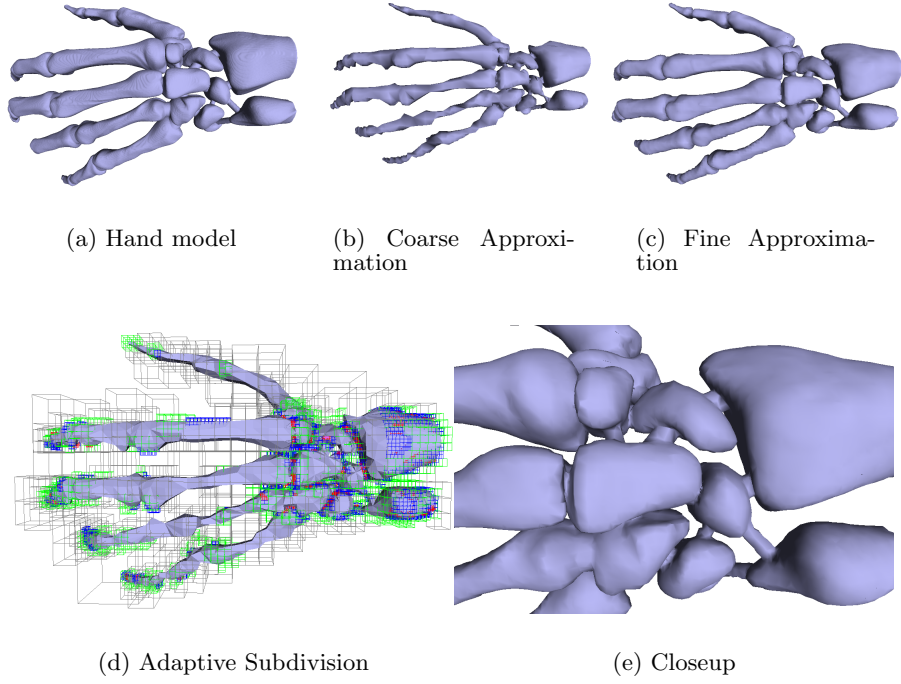 (a) Hand model
(b) Coarse Approxi-
mation
(c) Fine Approxima-
tion
(d) Adaptive Subdivision
(e) Closeup